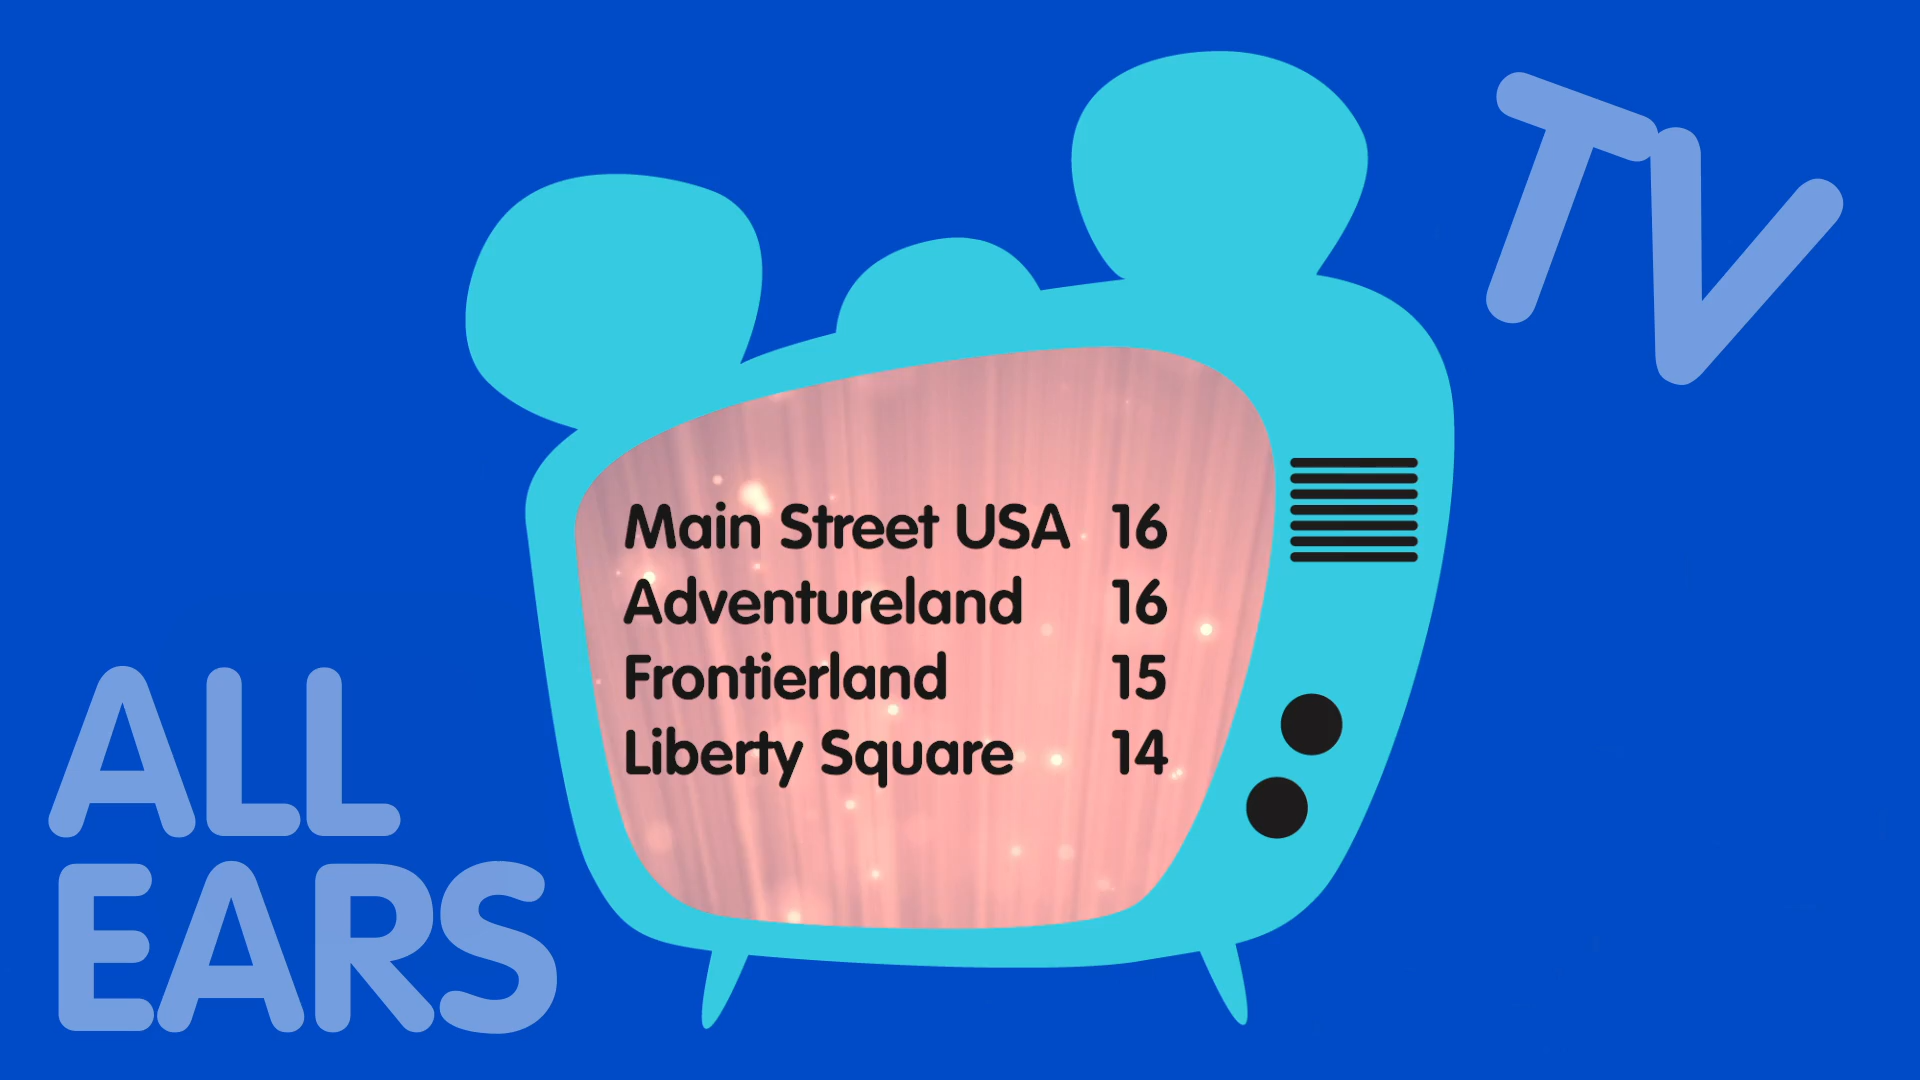 TV
Main Street USA 16
Adventureland 16
Frontierland 15
Liberty Square 14
ALL
EARS